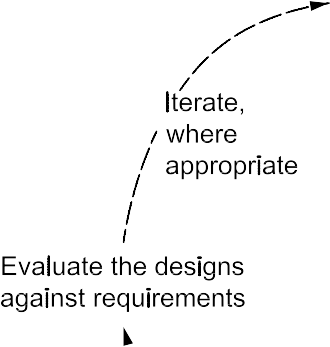 Iterate,
where
appropriate
Evaluate the designs
against requirements